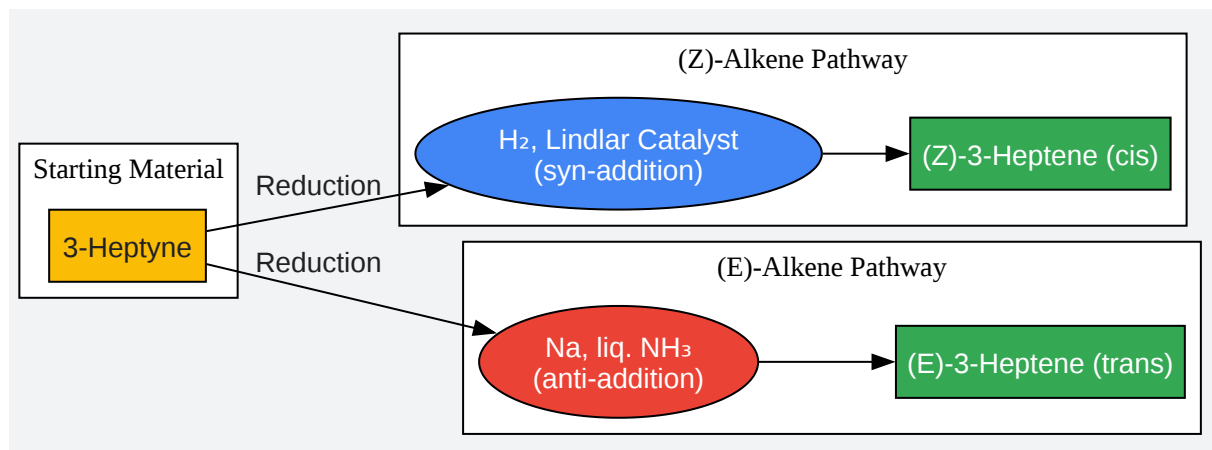 Starting Material
3-Heptyne
Reduction
Reduction
(Z)-Alkene Pathway
H₂, Lindlar Catalyst
(syn-addition)
(Z)-3-Heptene (cis)
(E)-Alkene Pathway
Na, liq. NH₃
(anti-addition)
(E)-3-Heptene (trans)